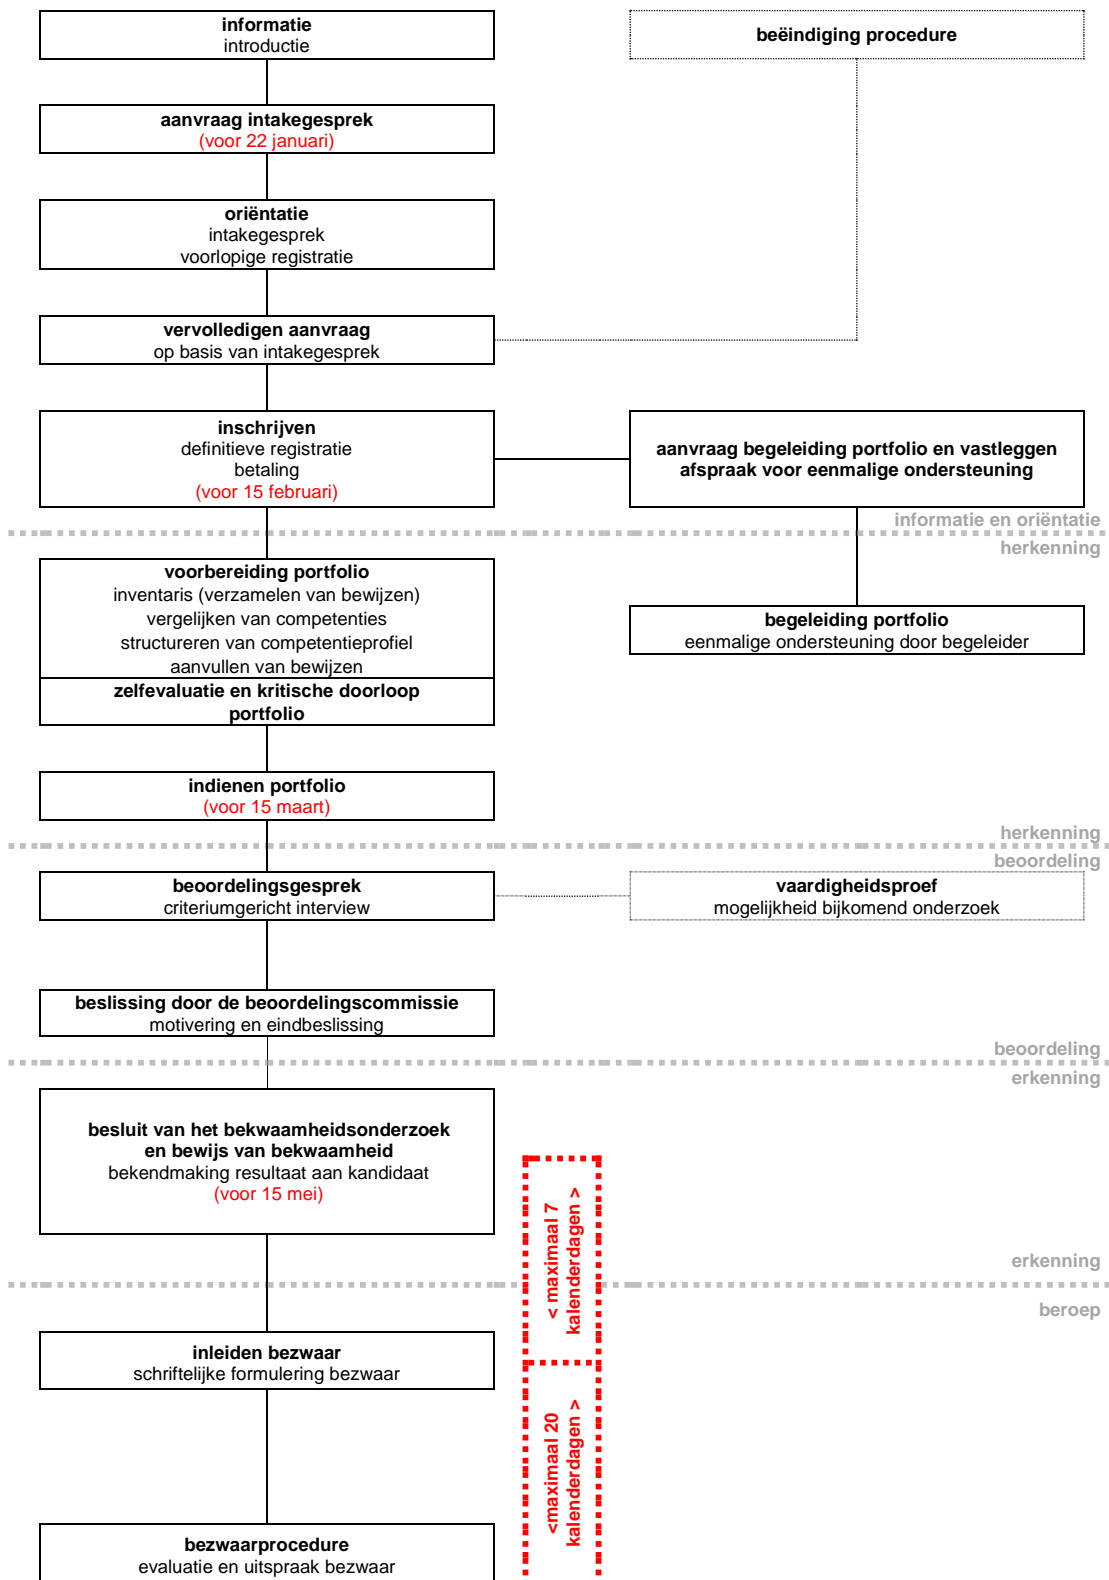 informatie
introductie
beëindiging procedure
aanvraag intakegesprek
(voor 22 januari)
oriëntatie
intakegesprek
voorlopige registratie
vervolledigen aanvraag
op basis van intakegesprek
inschrijven
definitieve registratie
betaling
(voor 15 februari)
aanvraag begeleiding portfolio en vastleggen
afspraak voor eenmalige ondersteuning
informatie en oriëntatie
herkenning
voorbereiding portfolio
inventaris (verzamelen van bewijzen)
vergelijken van competenties
structureren van competentieprofiel
aanvullen van bewijzen
zelfevaluatie en kritische doorloop
portfolio
begeleiding portfolio
eenmalige ondersteuning door begeleider
indienen portfolio
(voor 15 maart)
herkenning
beoordeling
beoordelingsgesprek
criteriumgericht interview
vaardigheidsproef
mogelijkheid bijkomend onderzoek
beslissing door de beoordelingscommissie
motivering en eindbeslissing
beoordeling
erkenning
besluit van het bekwaamheidsonderzoek
en bewijs van bekwaamheid
bekendmaking resultaat aan kandidaat
(voor 15 mei)
< maximaal 7
kalenderdagen >
erkenning
beroep
inleiden bezwaar
schriftelijke formulering bezwaar
<maximaal 20
kalenderdagen >
bezwaarprocedure
evaluatie en uitspraak bezwaar